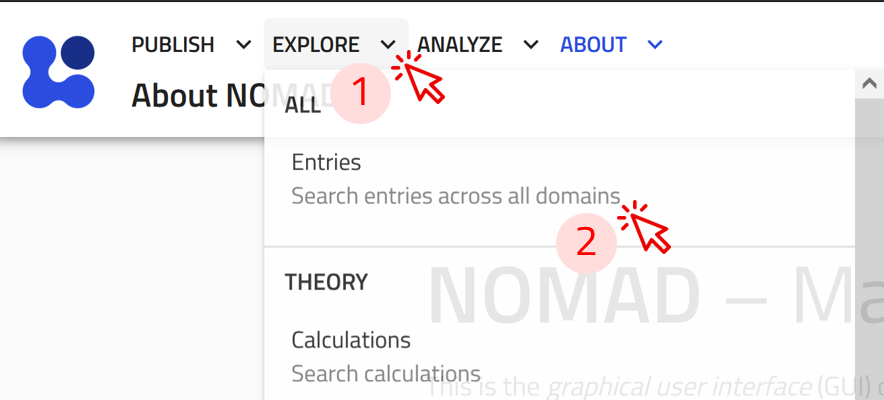 PUBLISH EXPLORE ANALYZE ABOUT
About NOMAD
1
ALL
Entries
Search entries across all domains
2
THEORY
NOMAD – Ma
Calculations
Search calculations
This is the graphical user interface (GUI) o